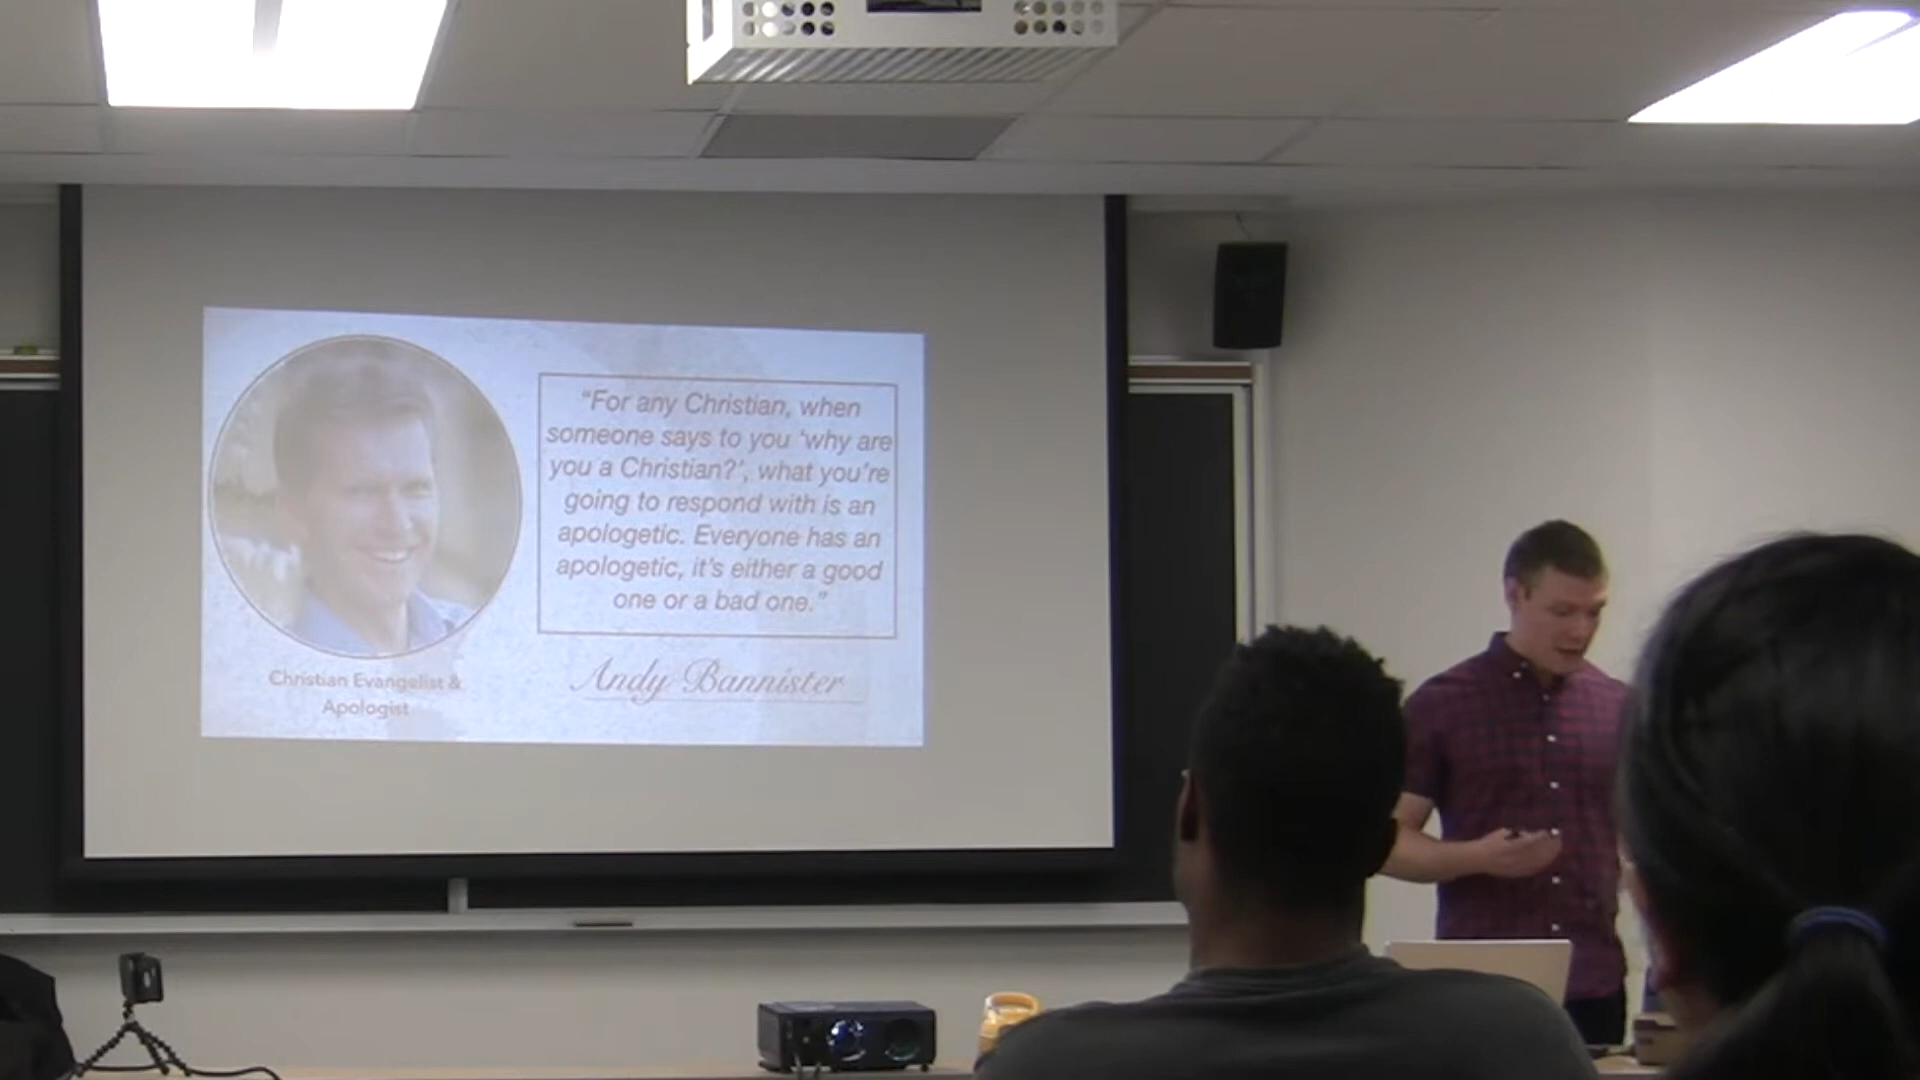 “For any Christian, when
someone says to you ‘why are
you a Christian?’, what you’re
going to respond with is an
apologetic. Everyone has an
apologetic, it’s either a good
one or a bad one.”
Andy Bannister
Christian Evangelist &
Apologist